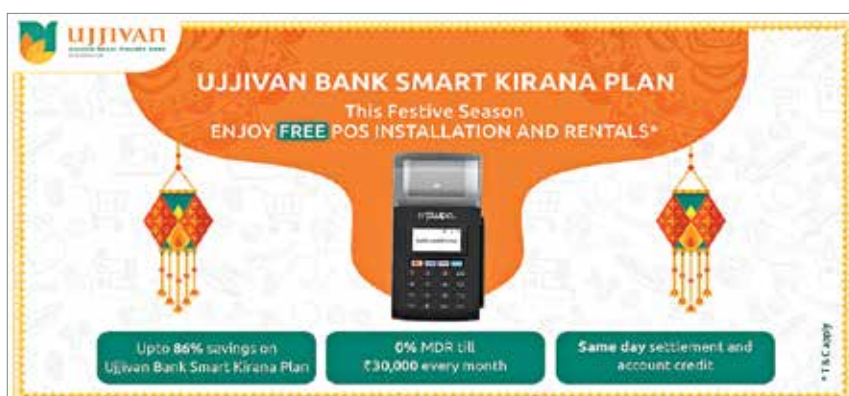 UJJIVAN
UJJIVAN BANK SMART KIRANA PLAN
This Festive Season
ENJOY FREE POS INSTALLATION AND RENTALS*
Upto 86% savings on
Ujjivan Bank Smart Kirana Plan
0% MDR till
₹30,000 every month
Same day settlement and
account credit
* T & C apply